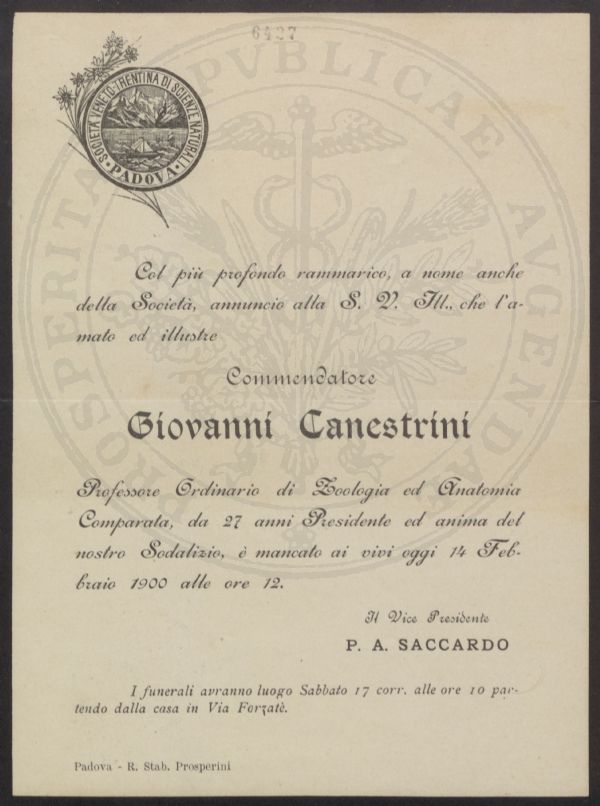 6427
SOCIETÀ VENETO-TRENTINA DI SCIENZE NATURALI
PADOVA
PROSPERITATI PVBLICAE AVGENDAE
Col più profondo rammarico, a nome anche
della Società, annuncio alla S. V. Ill., che l'a-
mato ed illustre
Commendatore
Giovanni Canestrini
Professore Ordinario di Zoologia ed Anatomia
Comparata, da 27 anni Presidente ed anima del
nostro Sodalizio, è mancato ai vivi oggi 14 Feb-
braio 1900 alle ore 12.
Il Vice Presidente
P. A. SACCARDO
I funerali avranno luogo Sabbato 17 corr. alle ore 10 par-
tendo dalla casa in Via Forzatè.
Padova - R. Stab. Prosperini